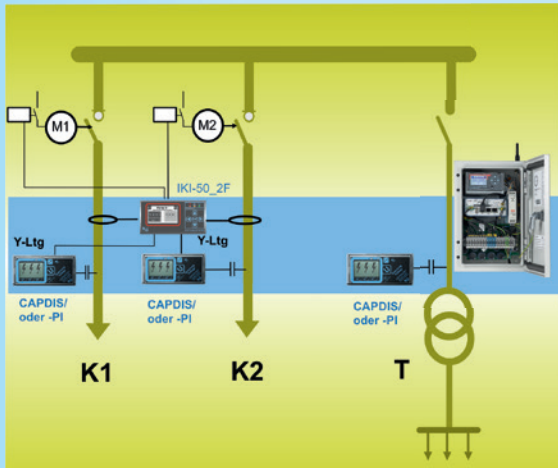 M1
M2
IKI-50_2F
Y-Ltg
Y-Ltg
CAPDIS/
oder -PI
CAPDIS/
oder -PI
CAPDIS/
oder -PI
K1
K2
T